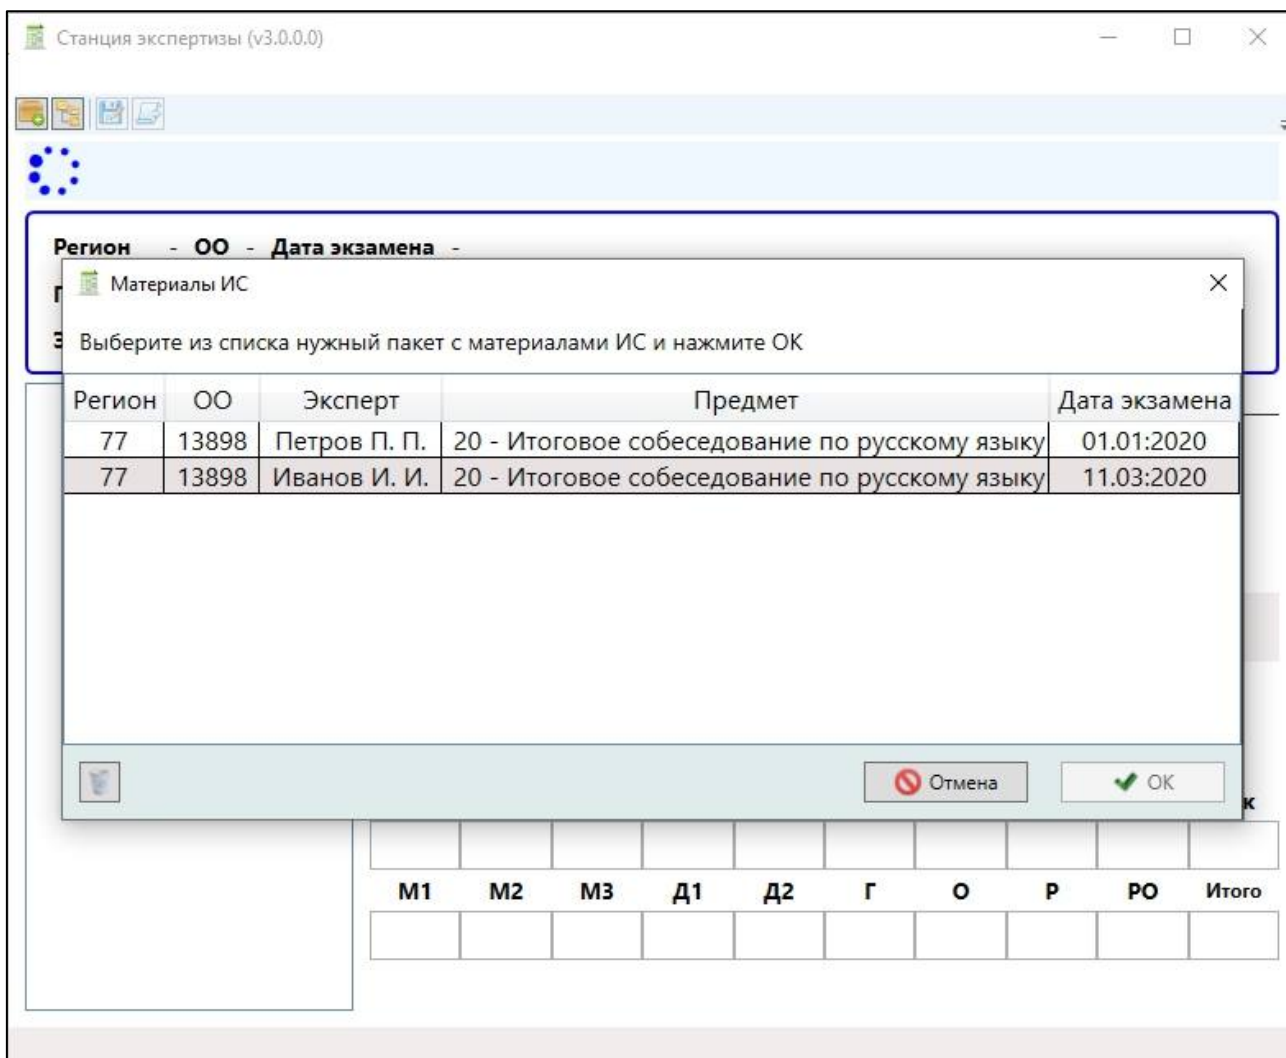 Станция экспертизы (v3.0.0.0)
Регион - ОО - Дата экзамена -
Материалы ИС
Выберите из списка нужный пакет с материалами ИС и нажмите ОК
Регион ОО Эксперт Предмет Дата экзамена
77 13898 Петров П. П. 20 - Итоговое собеседование по русскому языку 01.01:2020
77 13898 Иванов И. И. 20 - Итоговое собеседование по русскому языку 11.03:2020
Отмена ОК
к
М1 М2 М3 Д1 Д2 Г О Р РО Итого